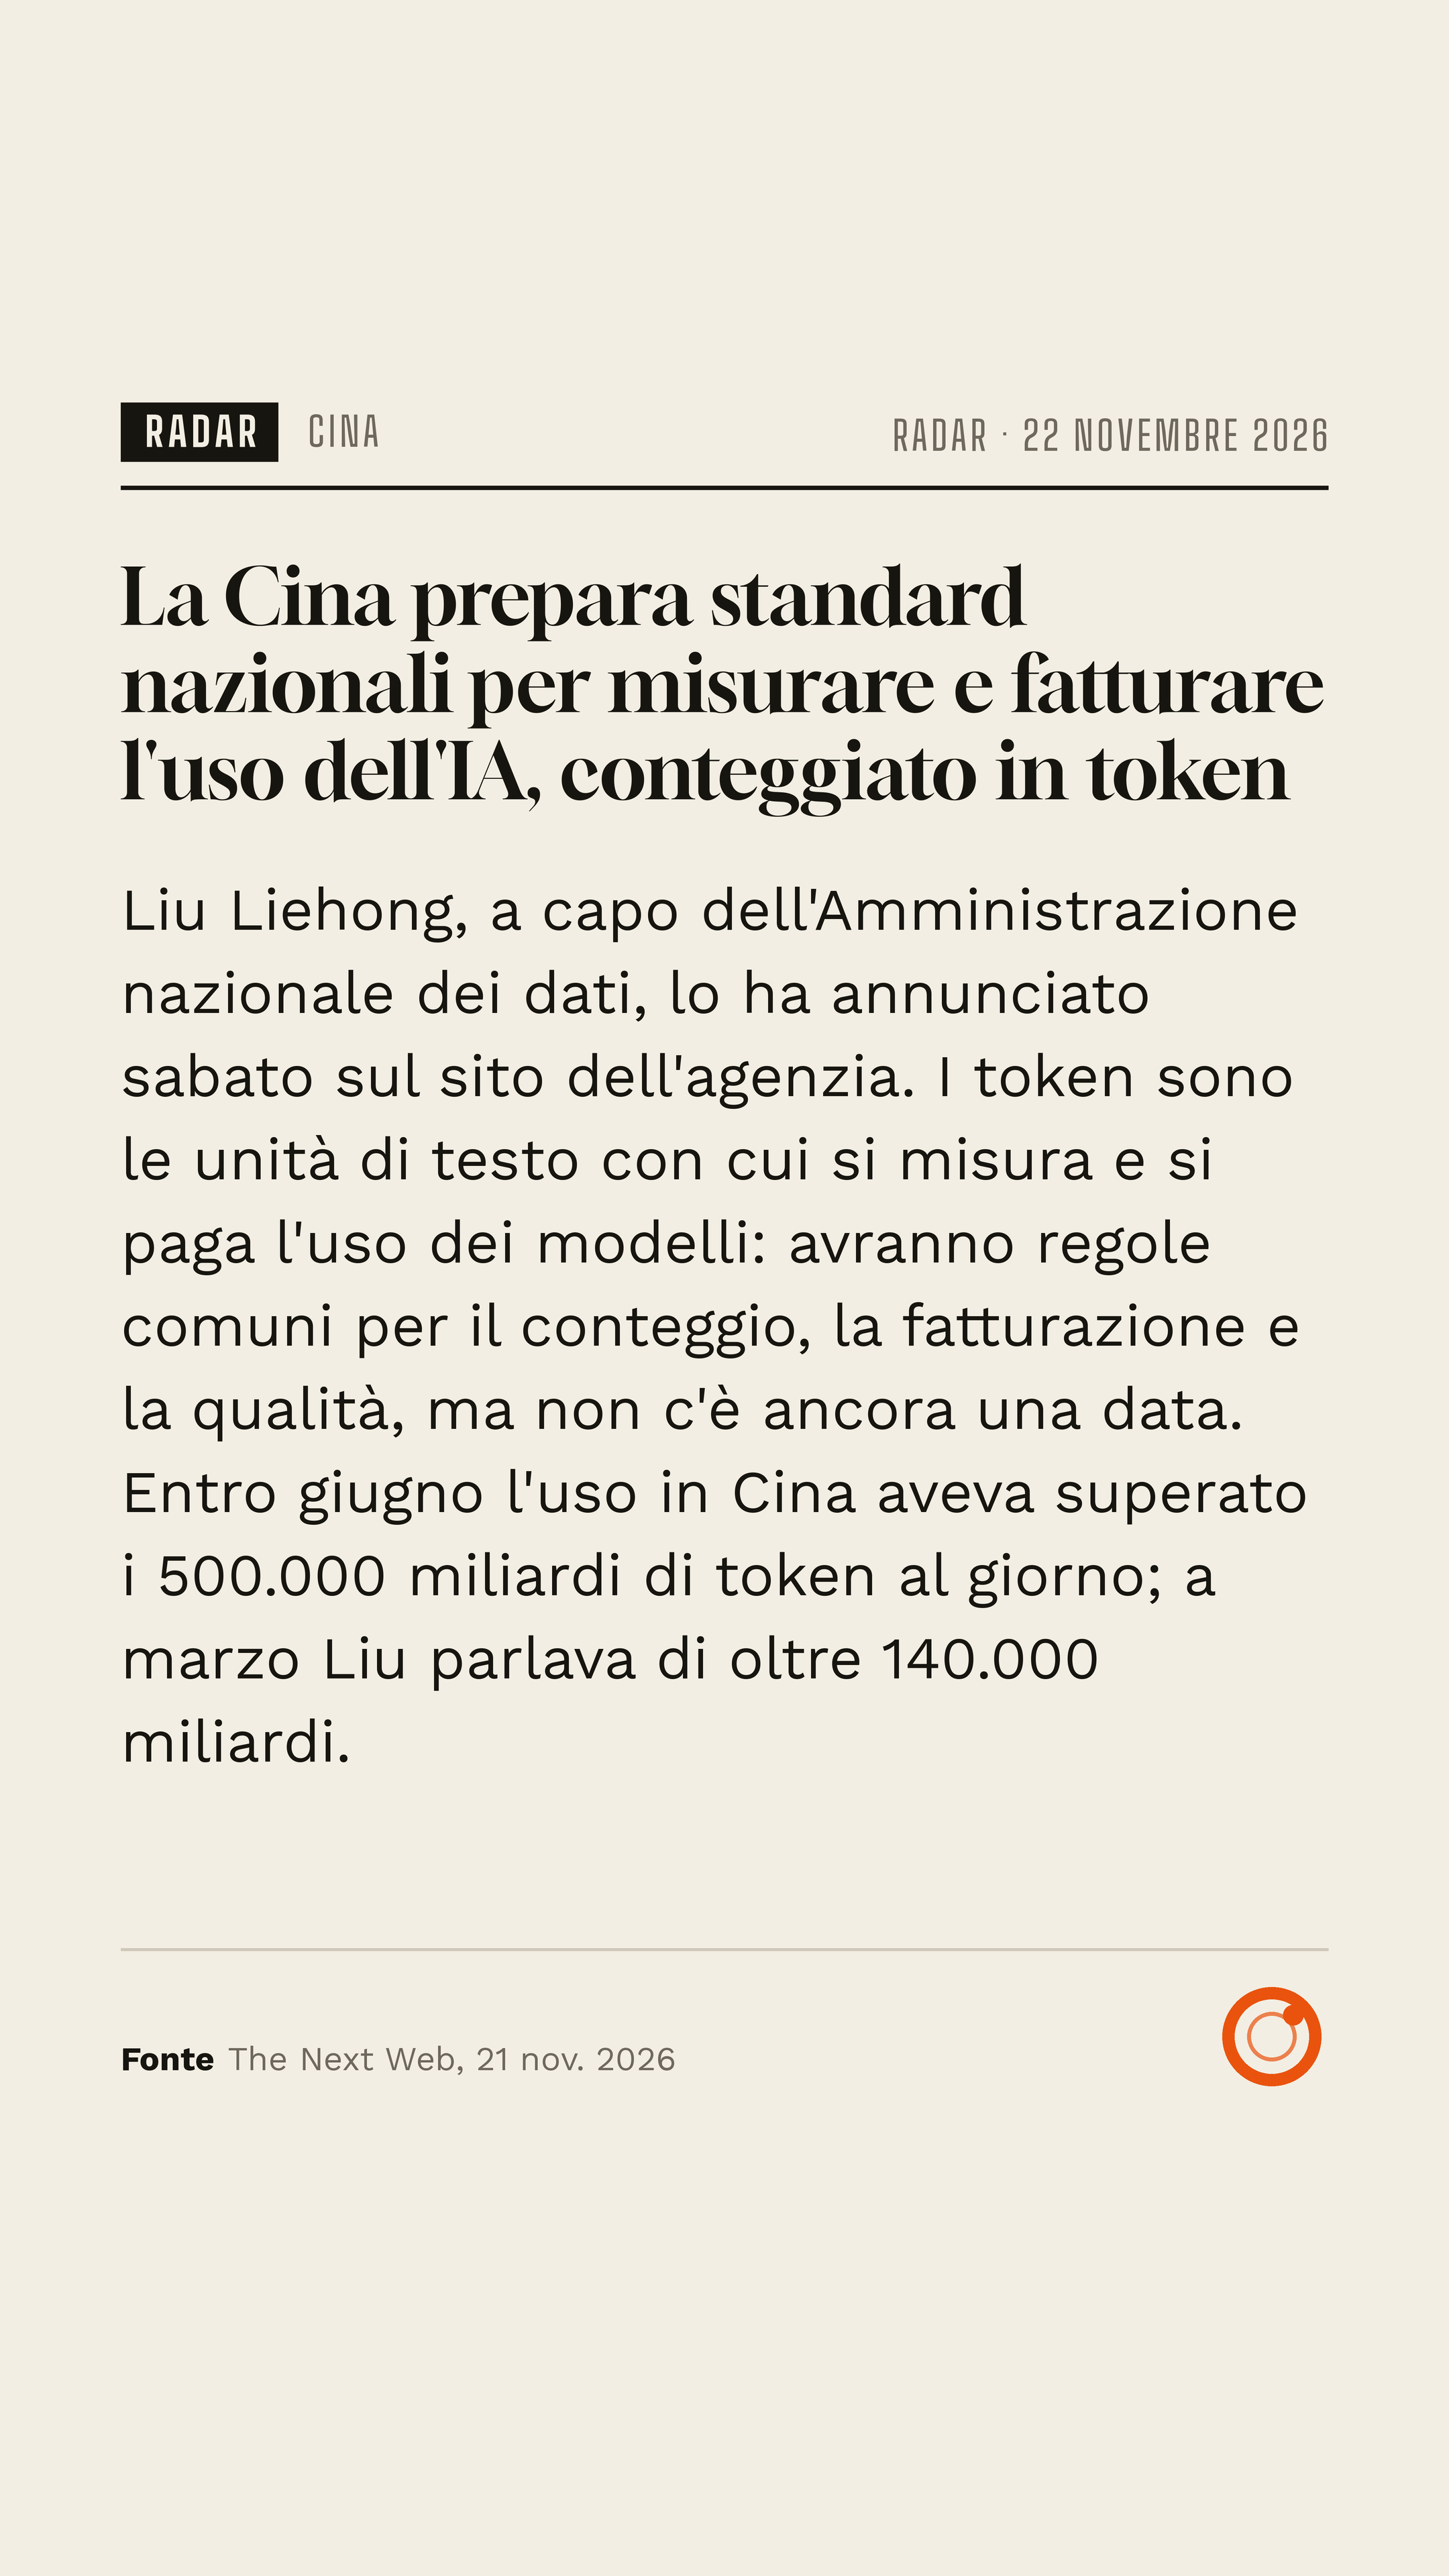 RADAR CINA RADAR · 22 NOVEMBRE 2026
La Cina prepara standard
nazionali per misurare e fatturare
l'uso dell'IA, conteggiato in token
Liu Liehong, a capo dell'Amministrazione
nazionale dei dati, lo ha annunciato
sabato sul sito dell'agenzia. I token sono
le unità di testo con cui si misura e si
paga l'uso dei modelli: avranno regole
comuni per il conteggio, la fatturazione e
la qualità, ma non c'è ancora una data.
Entro giugno l'uso in Cina aveva superato
i 500.000 miliardi di token al giorno; a
marzo Liu parlava di oltre 140.000
miliardi.
Fonte The Next Web, 21 nov. 2026